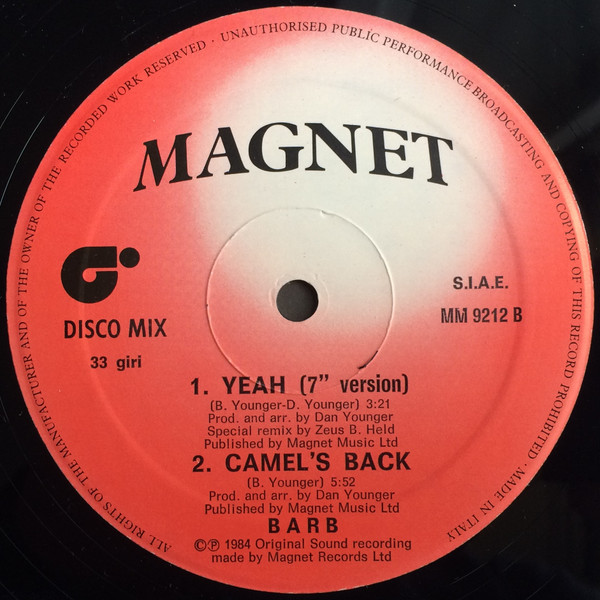 ALL RIGHTS OF THE MANUFACTURER AND OF THE OWNER OF THE RECORDED WORK RESERVED · UNAUTHORISED PUBLIC PERFORMANCE BROADCASTING AND COPYING OF THIS RECORD PROHIBITED · MADE IN ITALY
MAGNET
DISCO MIX
33 giri
S.I.A.E.
MM 9212 B
1. YEAH (7" version)
(B. Younger-D. Younger) 3:21
Prod. and arr. by Dan Younger
Special remix by Zeus B. Held
Published by Magnet Music Ltd
2. CAMEL'S BACK
(B. Younger) 5:52
Prod. and arr. by Dan Younger
Published by Magnet Music Ltd
BARB
©℗ 1984 Original Sound recording
made by Magnet Records Ltd